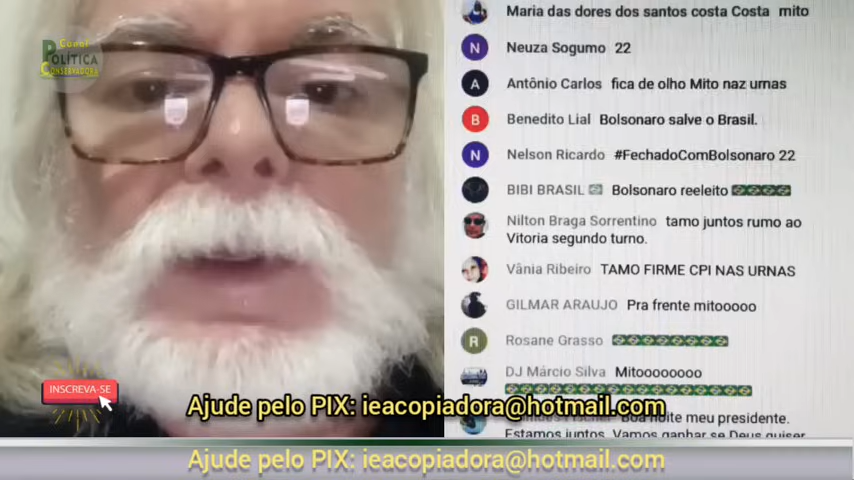 Canal
POLÍTICA
CONSERVADORA
Maria das dores dos santos costa Costa mito
N Neuza Sogumo 22
A Antônio Carlos fica de olho Mito naz urnas
B Benedito Lial Bolsonaro salve o Brasil.
N Nelson Ricardo #FechadoComBolsonaro 22
BIBI BRASIL Bolsonaro reeleito
Nilton Braga Sorrentino tamo juntos rumo ao
Vitoria segundo turno.
Vânia Ribeiro TAMO FIRME CPI NAS URNAS
GILMAR ARAUJO Pra frente mitooooo
R Rosane Grasso
DJ Márcio Silva Mitoooooooo
Boa noite meu presidente.
Estamos juntos. Vamos ganhar se Deus quiser
INSCREVA-SE
Ajude pelo PIX: ieacopiadora@hotmail.com
Ajude pelo PIX: ieacopiadora@hotmail.com